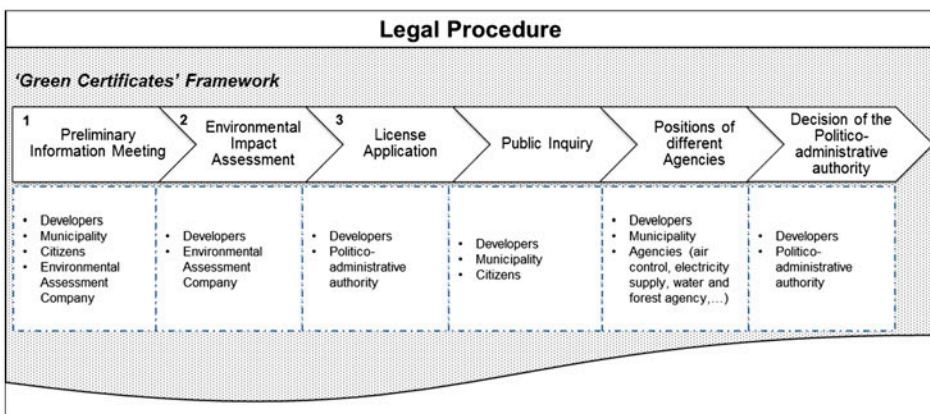 Legal Procedure
'Green Certificates' Framework
1
Preliminary
Information Meeting
2
Environmental
Impact
Assessment
3
License
Application
Public Inquiry
Positions of
different
Agencies
Decision of the
Politico-
administrative
authority
• Developers
• Municipality
• Citizens
• Environmental
Assessment
Company
• Developers
• Environmental
Assessment
Company
• Developers
• Politico-
administrative
authority
• Developers
• Municipality
• Citizens
• Developers
• Municipality
• Agencies (air
control, electricity
supply, water and
forest agency,…)
• Developers
• Politico-
administrative
authority